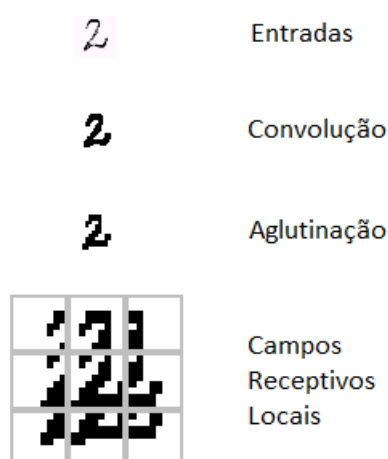 2 Entradas
2 Convolução
2 Aglutinação
Campos
Receptivos
Locais